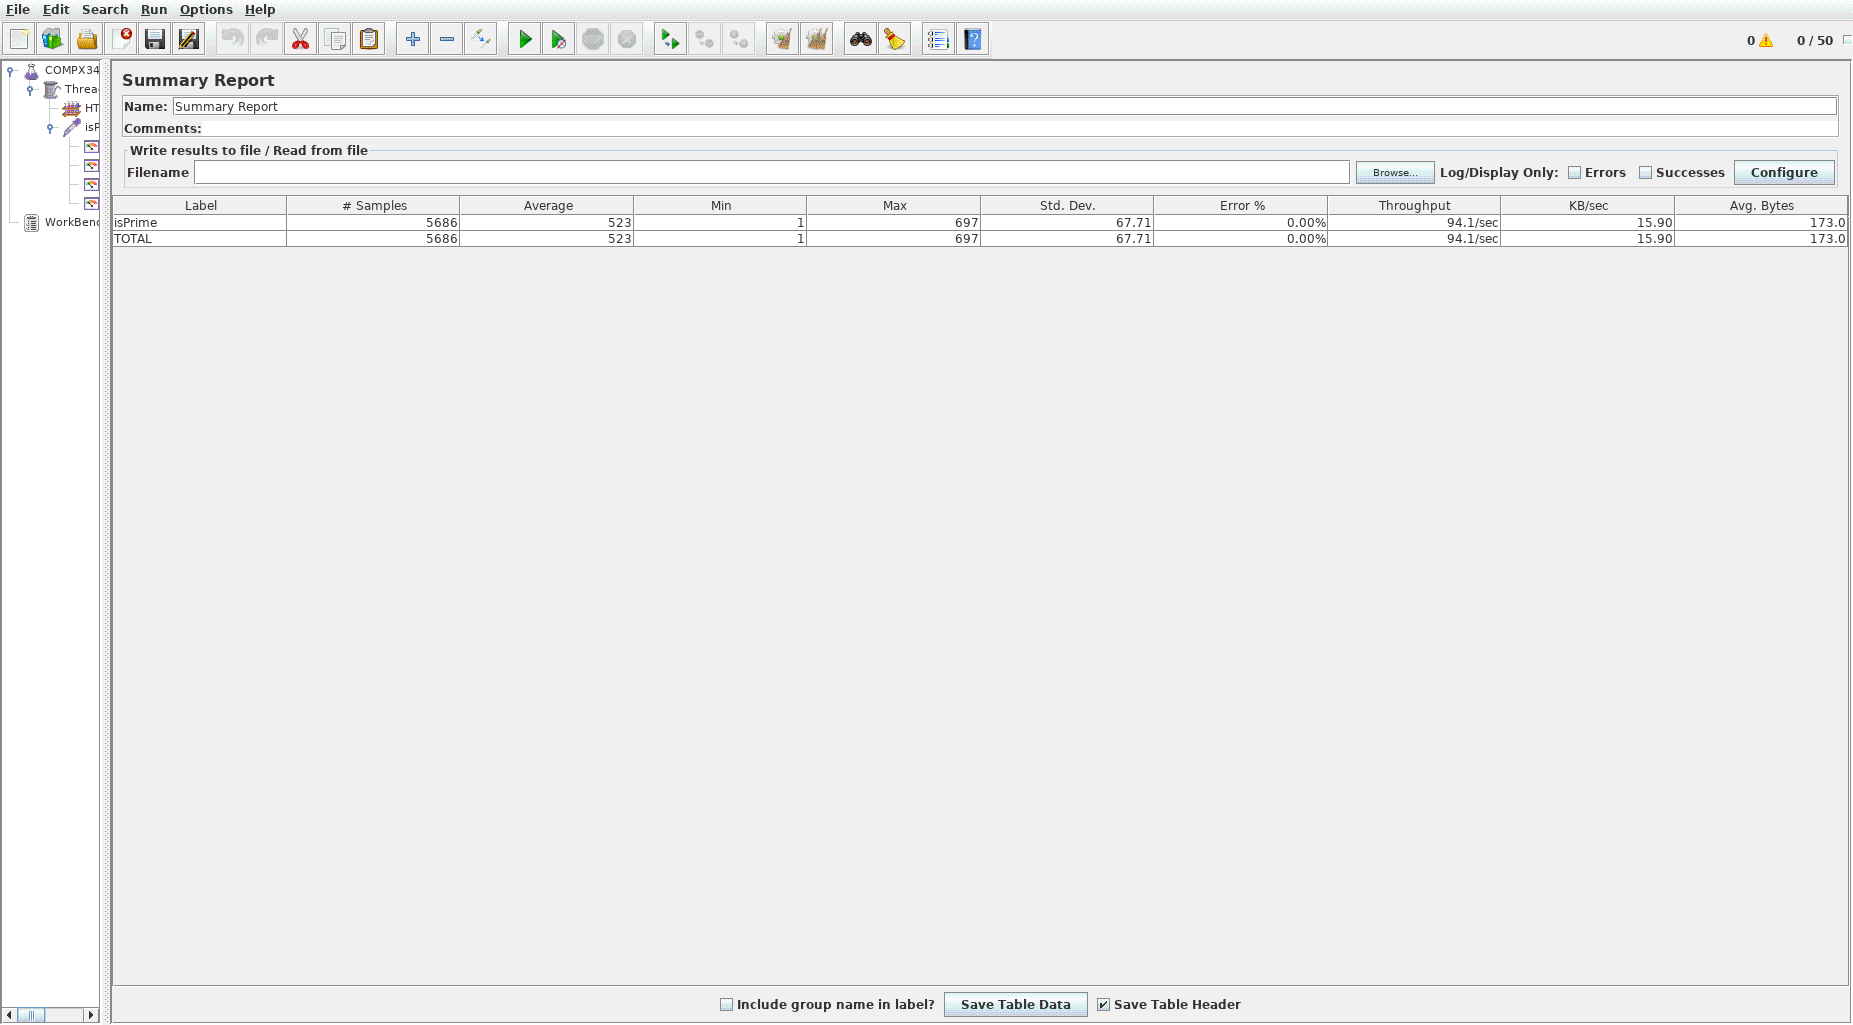 File Edit Search Run Options Help
0 0 / 50
COMPX34
Threa
HT
isP
WorkBenc
Summary Report
Name: Summary Report
Comments:
Write results to file / Read from file
Filename Browse... Log/Display Only: Errors Successes Configure
Label # Samples Average Min Max Std. Dev. Error % Throughput KB/sec Avg. Bytes
isPrime 5686 523 1 697 67.71 0.00% 94.1/sec 15.90 173.0
TOTAL 5686 523 1 697 67.71 0.00% 94.1/sec 15.90 173.0
Include group name in label? Save Table Data Save Table Header